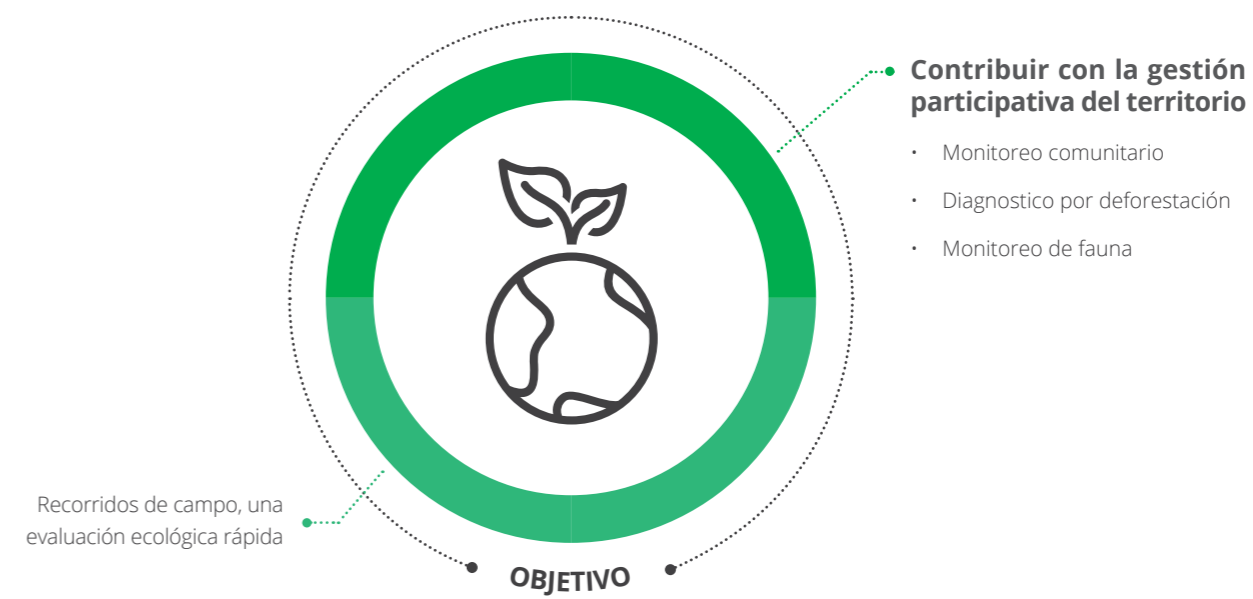 Contribuir con la gestión
participativa del territorio
• Monitoreo comunitario
• Diagnostico por deforestación
• Monitoreo de fauna
Recorridos de campo, una
evaluación ecológica rápida
OBJETIVO